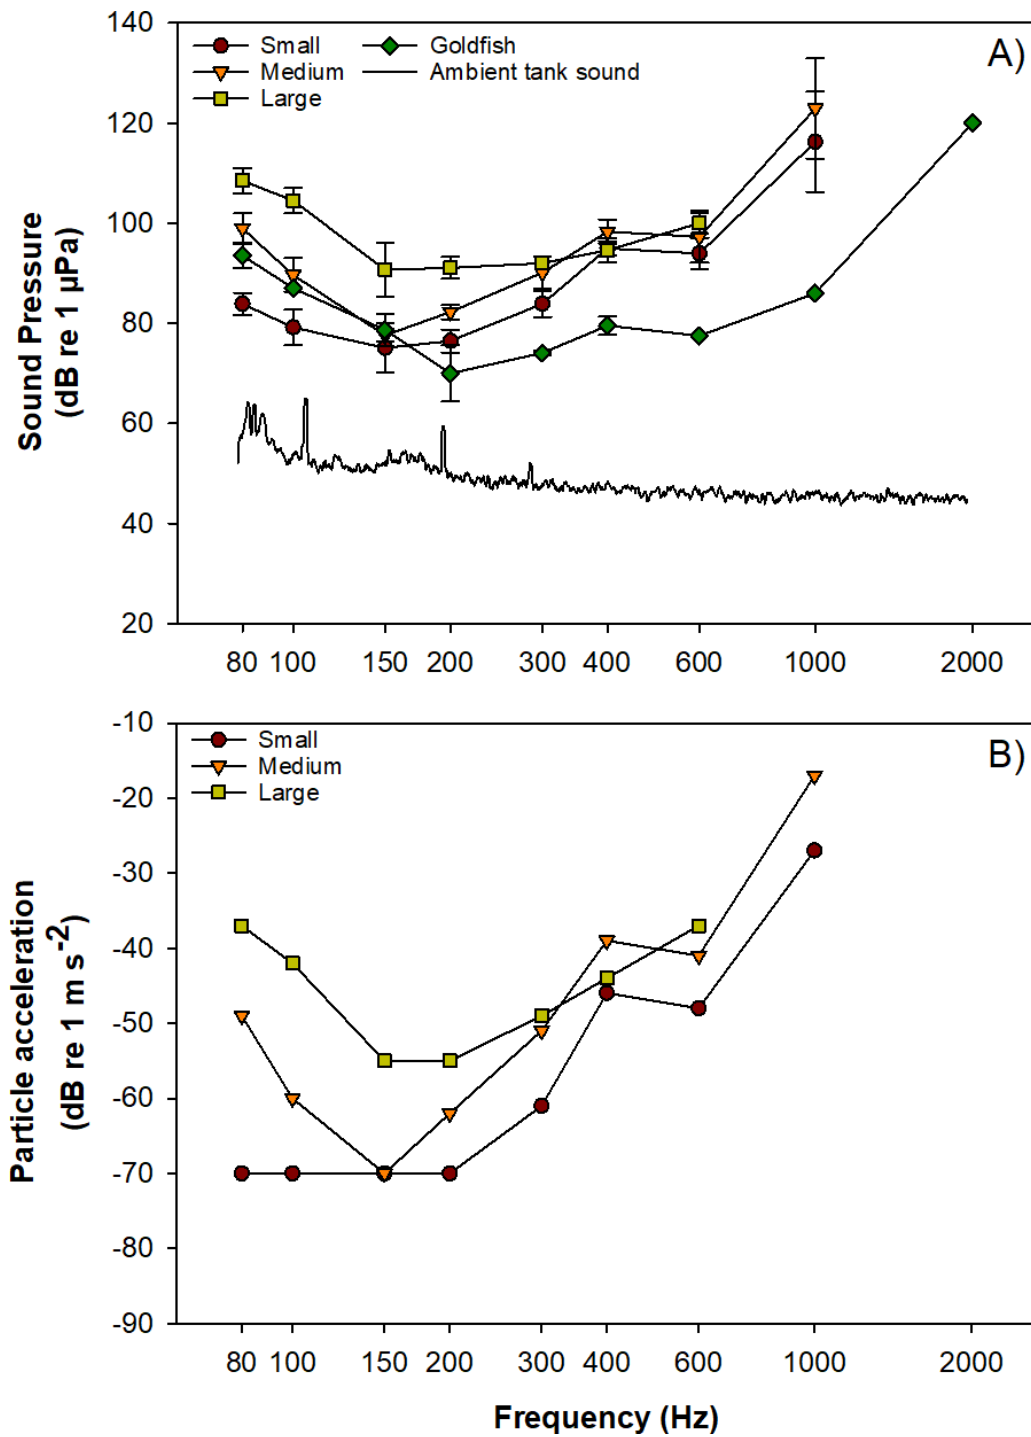 A)
Small
Goldfish
Medium
Ambient tank sound
Large
Sound Pressure
(dB re 1 µPa)
140
120
100
80
60
40
20
80 100 150 200 300 400 600 1000 2000
B)
Small
Medium
Large
Particle acceleration
(dB re 1 m s⁻²)
-10
-20
-30
-40
-50
-60
-70
-80
-90
80 100 150 200 300 400 600 1000 2000
Frequency (Hz)